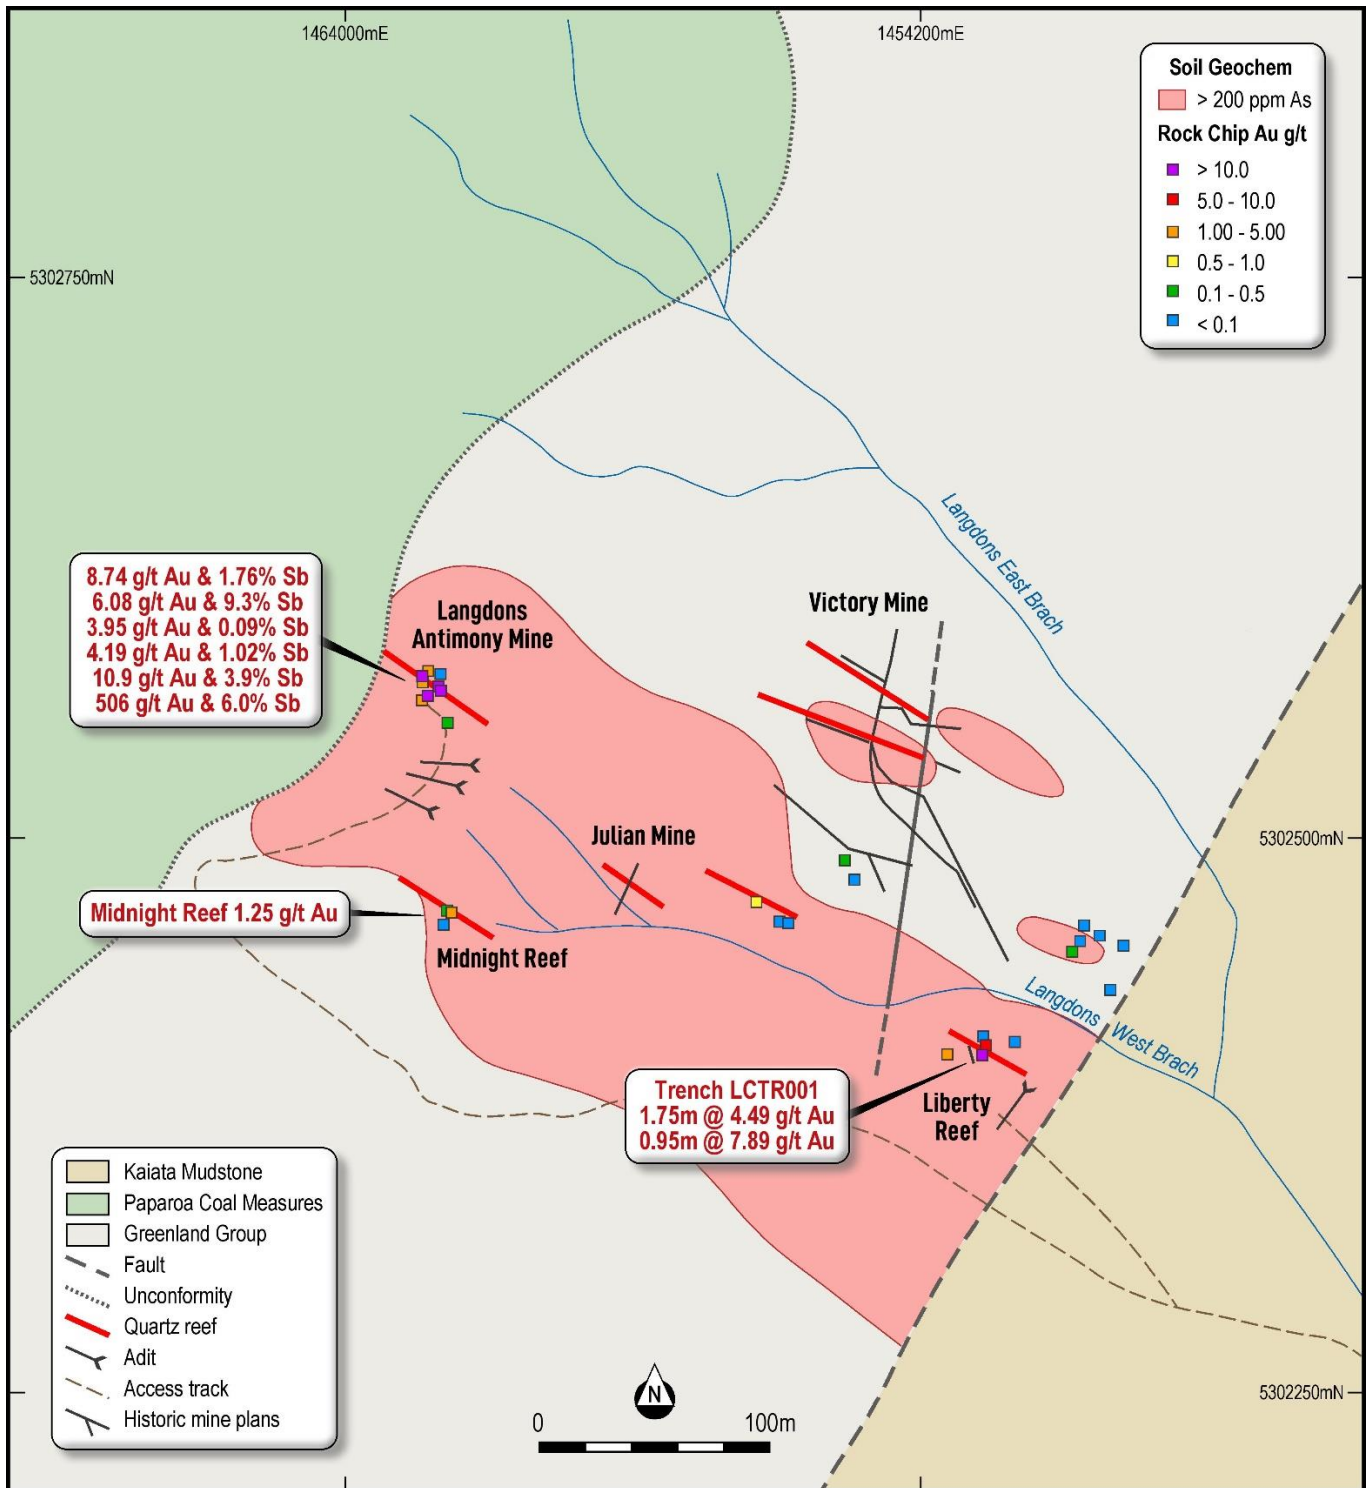 1464000mE
1454200mE
Soil Geochem
> 200 ppm As
Rock Chip Au g/t
> 10.0
5.0 - 10.0
1.00 - 5.00
0.5 - 1.0
0.1 - 0.5
< 0.1
5302750mN
Langdons East Brach
8.74 g/t Au & 1.76% Sb
6.08 g/t Au & 9.3% Sb
3.95 g/t Au & 0.09% Sb
4.19 g/t Au & 1.02% Sb
10.9 g/t Au & 3.9% Sb
506 g/t Au & 6.0% Sb
Langdons
Antimony Mine
Victory Mine
Julian Mine
5302500mN
Midnight Reef 1.25 g/t Au
Midnight Reef
Langdons West Brach
Trench LCTR001
1.75m @ 4.49 g/t Au
0.95m @ 7.89 g/t Au
Liberty
Reef
Kaiata Mudstone
Paparoa Coal Measures
Greenland Group
Fault
Unconformity
Quartz reef
Adit
Access track
Historic mine plans
N
0 100m
5302250mN